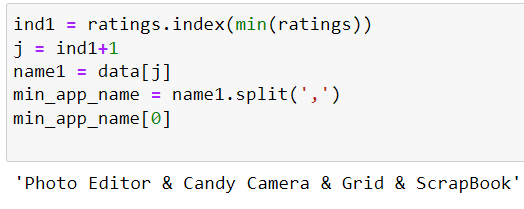 ind1 = ratings.index(min(ratings))
j = ind1+1
name1 = data[j]
min_app_name = name1.split(',')
min_app_name[0]
'Photo Editor & Candy Camera & Grid & ScrapBook'